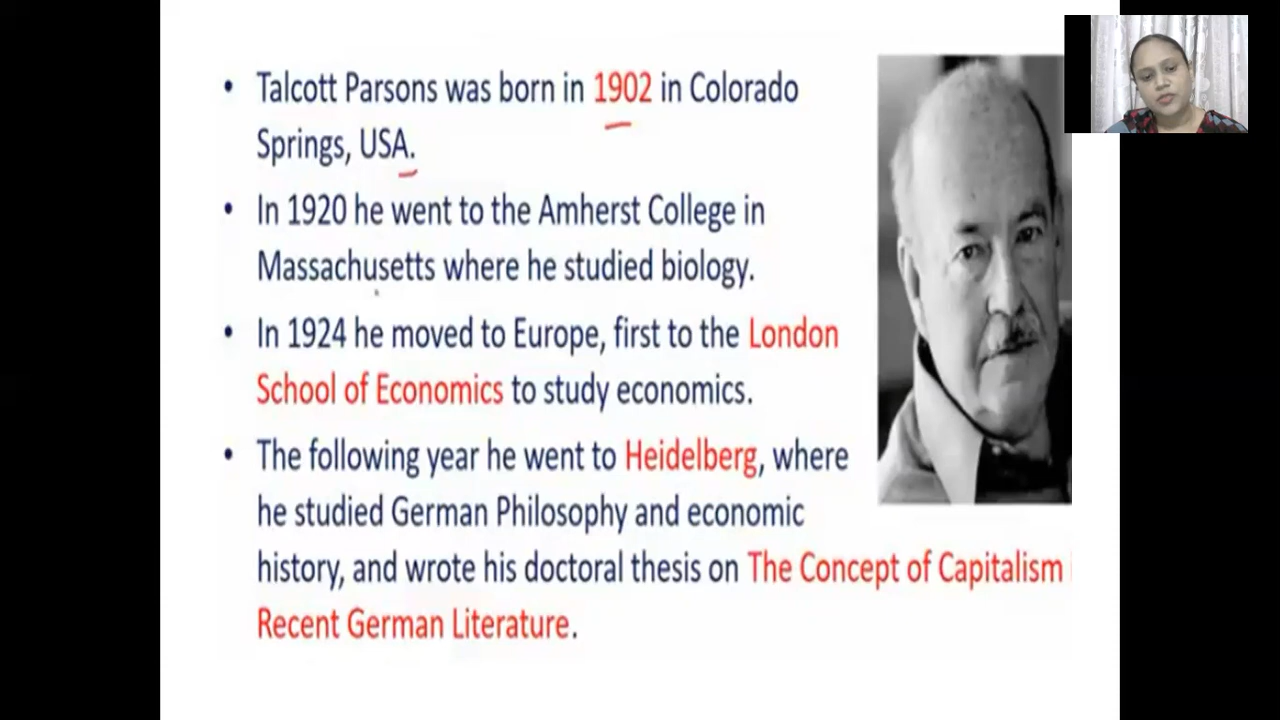 • Talcott Parsons was born in 1902 in Colorado
Springs, USA.
• In 1920 he went to the Amherst College in
Massachusetts where he studied biology.
• In 1924 he moved to Europe, first to the London
School of Economics to study economics.
• The following year he went to Heidelberg, where
he studied German Philosophy and economic
history, and wrote his doctoral thesis on The Concept of Capitalism
Recent German Literature.